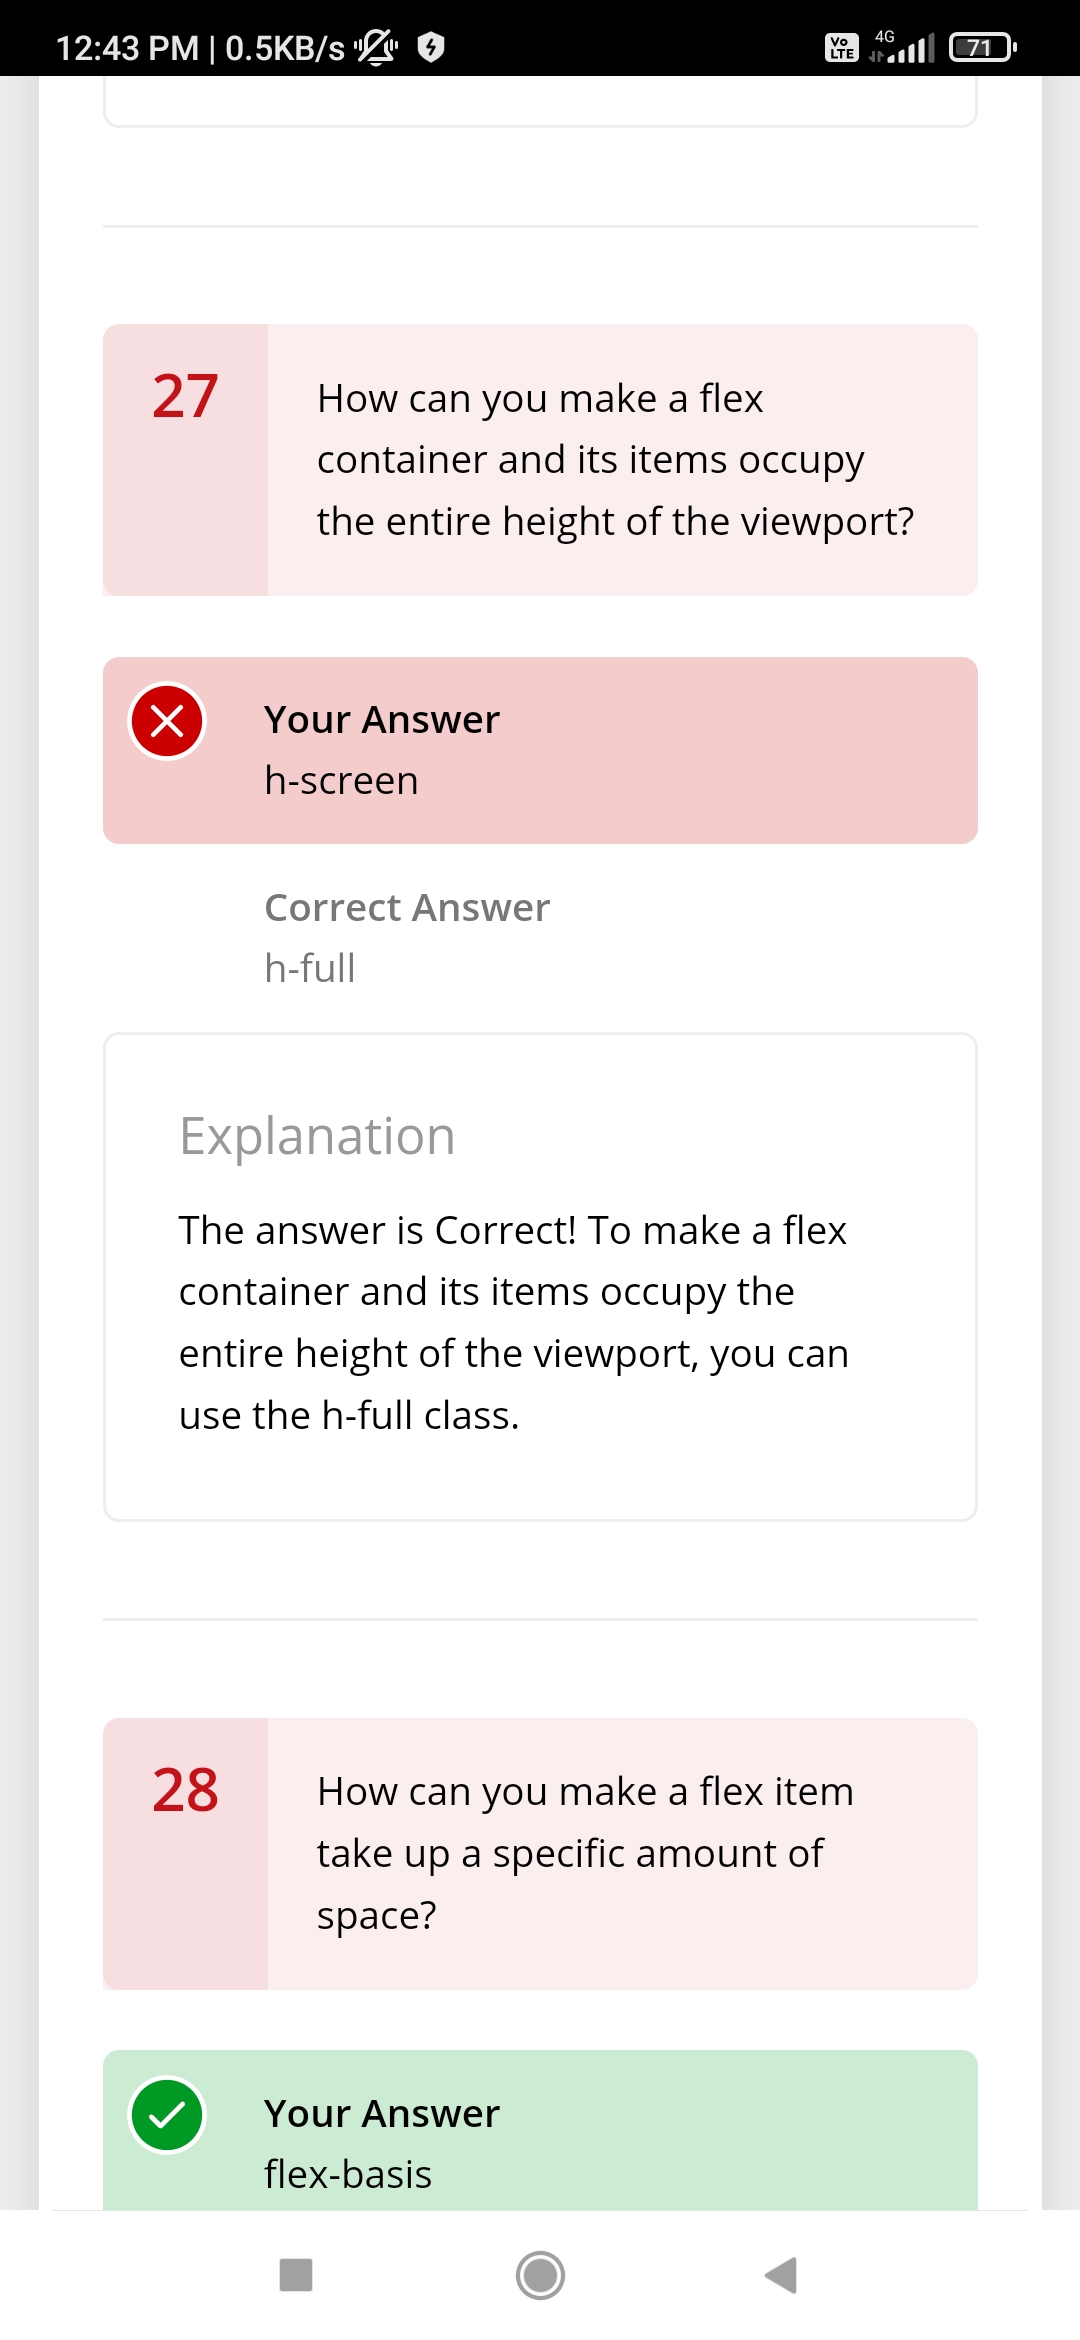 12:43 PM | 0.5KB/s
Vo LTE 4G 71
27
How can you make a flex
container and its items occupy
the entire height of the viewport?
Your Answer
h-screen
Correct Answer
h-full
Explanation
The answer is Correct! To make a flex
container and its items occupy the
entire height of the viewport, you can
use the h-full class.
28
How can you make a flex item
take up a specific amount of
space?
Your Answer
flex-basis